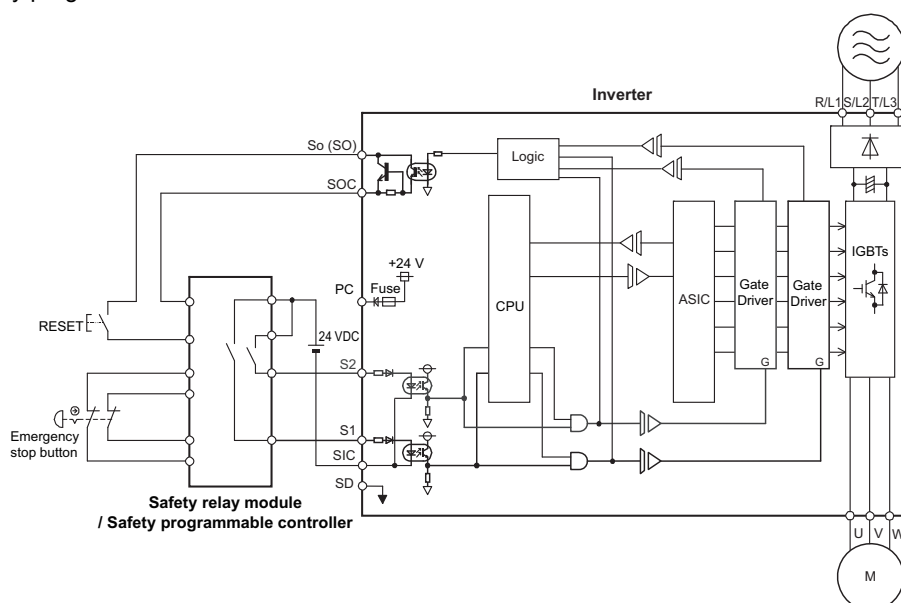 Inverter
R/L1 S/L2 T/L3
So (SO)
SOC
Logic
+24 V
PC
Fuse
CPU
ASIC
Gate
Driver
G
Gate
Driver
G
IGBTs
RESET
24 VDC
S2
S1
SIC
SD
Emergency
stop button
Safety relay module
/ Safety programmable controller
U V W
M